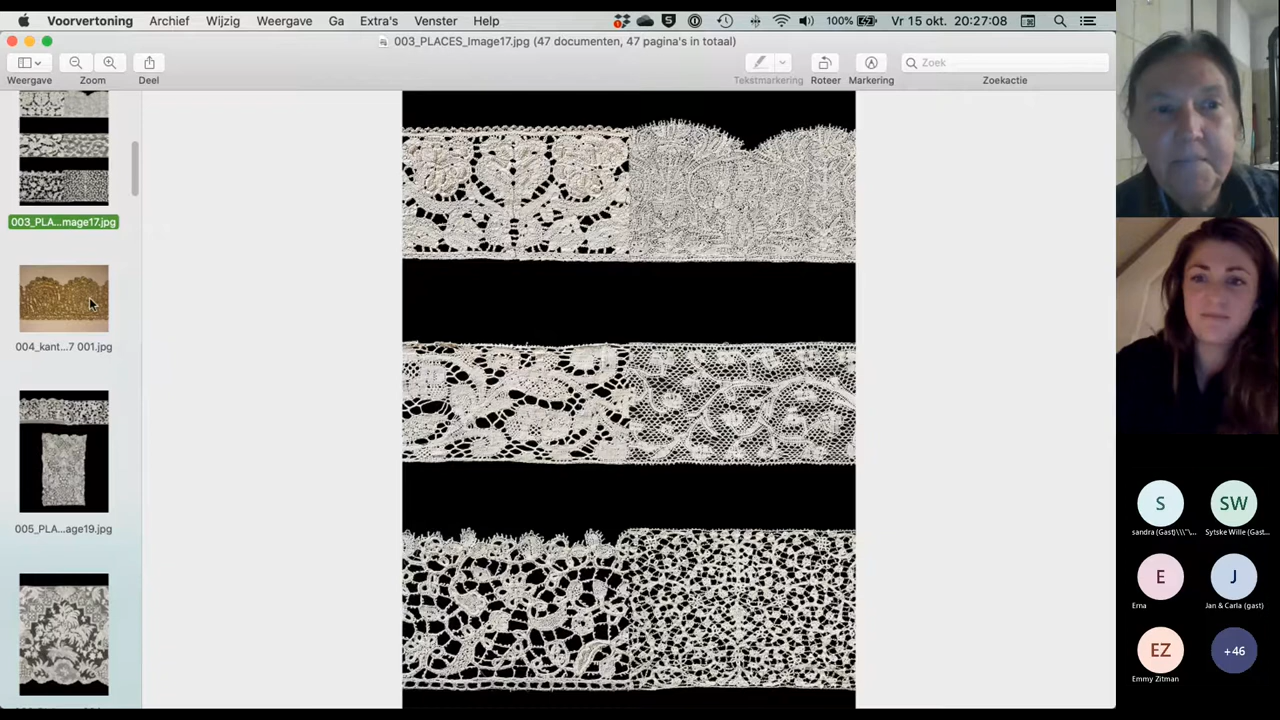 Voorvertoning Archief Wijzig Weergave Ga Extra's Venster Help 100% Vr 15 okt. 20:27:08
003_PLACES_Image17.jpg (47 documenten, 47 pagina's in totaal)
Weergave Zoom Deel Tekstmarkering Roteer Markering Zoek Zoekactie
003_PLA...mage17.jpg
004_kant...7 001.jpg
005_PLA...age19.jpg
S SW
sandra (Gast)\\\"\... Sytske Wille (Gast...
E J
Erna Jan & Carla (gast)
EZ +46
Emmy Zitman